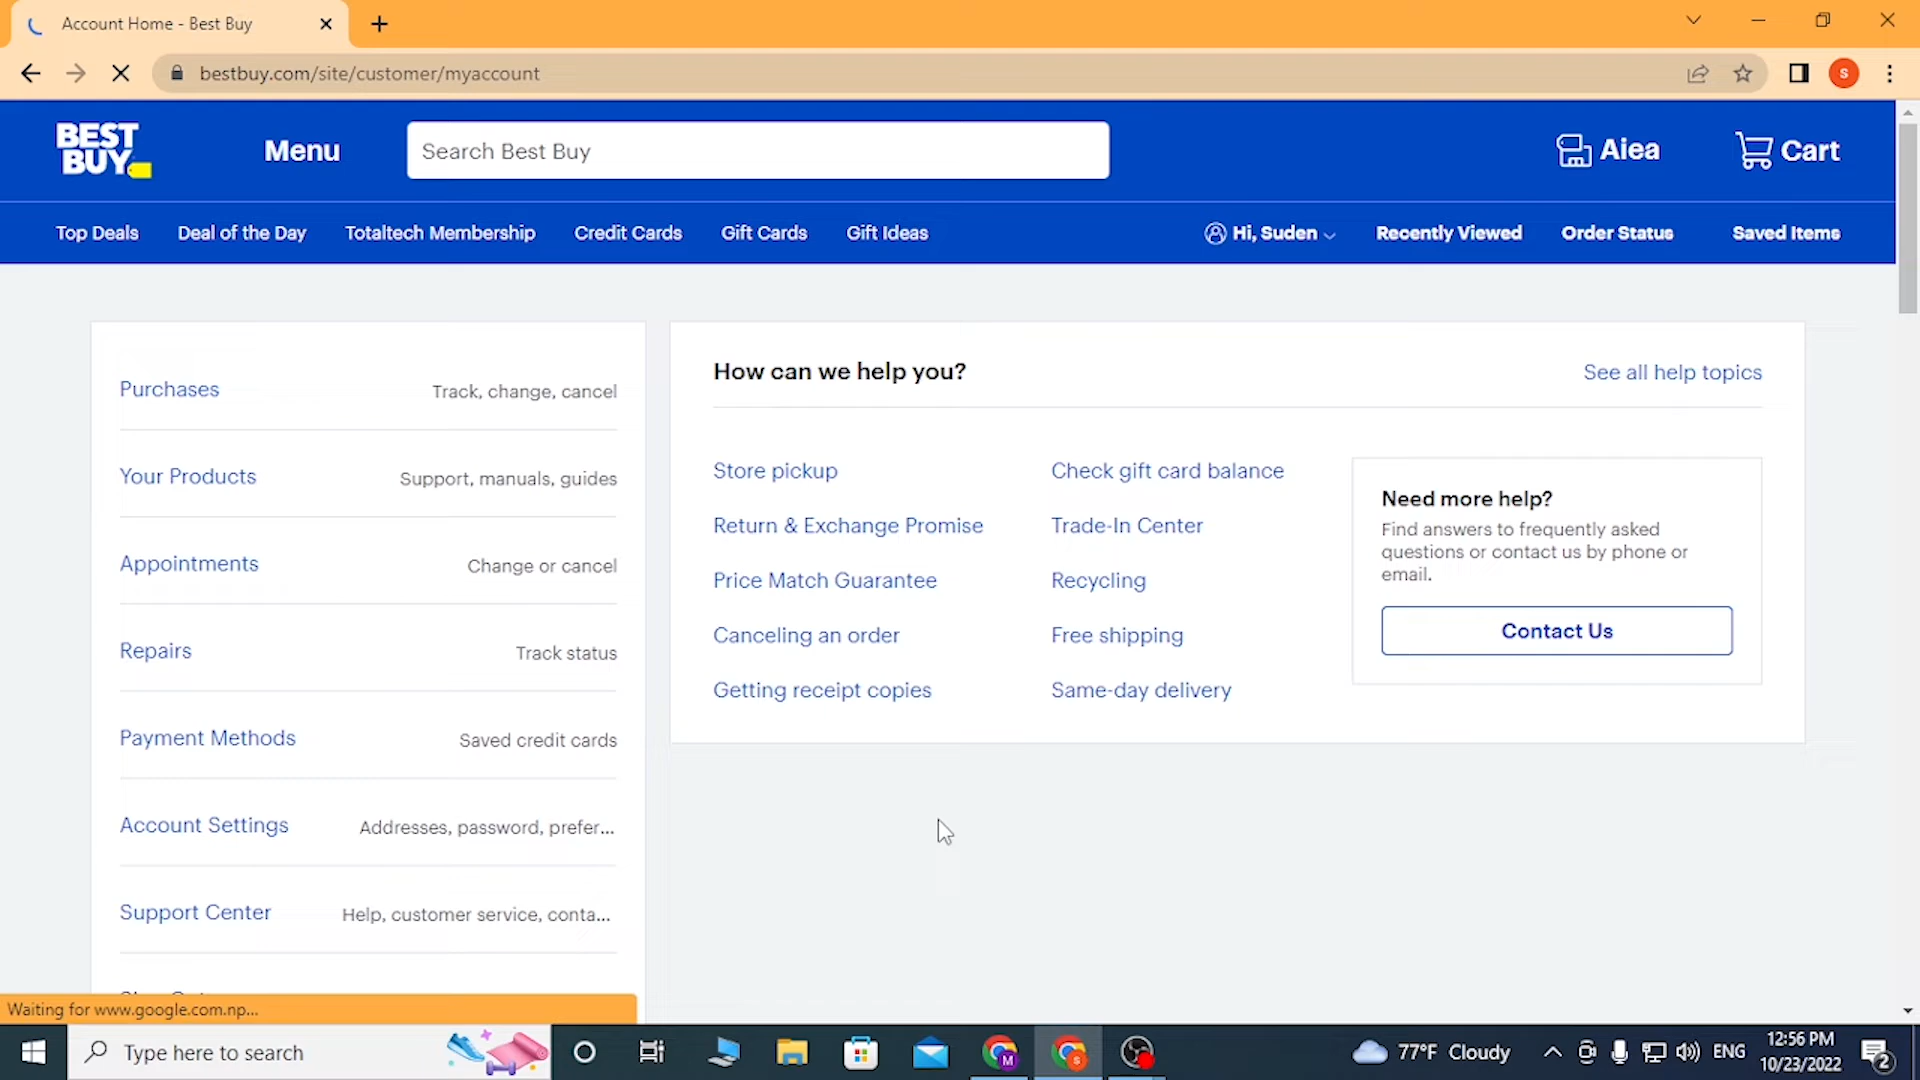 Account Home - Best Buy
bestbuy.com/site/customer/myaccount
S
BEST BUY
Menu
Search Best Buy
Aiea
Cart
Top Deals
Deal of the Day
Totaltech Membership
Credit Cards
Gift Cards
Gift Ideas
Hi, Suden
Recently Viewed
Order Status
Saved Items
Purchases
Track, change, cancel
Your Products
Support, manuals, guides
Appointments
Change or cancel
Repairs
Track status
Payment Methods
Saved credit cards
Account Settings
Addresses, password, prefer...
Support Center
Help, customer service, conta...
How can we help you?
See all help topics
Store pickup
Return & Exchange Promise
Price Match Guarantee
Canceling an order
Getting receipt copies
Check gift card balance
Trade-In Center
Recycling
Free shipping
Same-day delivery
Need more help?
Find answers to frequently asked
questions or contact us by phone or
email.
Contact Us
Waiting for www.google.com.np...
Type here to search
M
S
77°F Cloudy
ENG
12:56 PM
10/23/2022
2